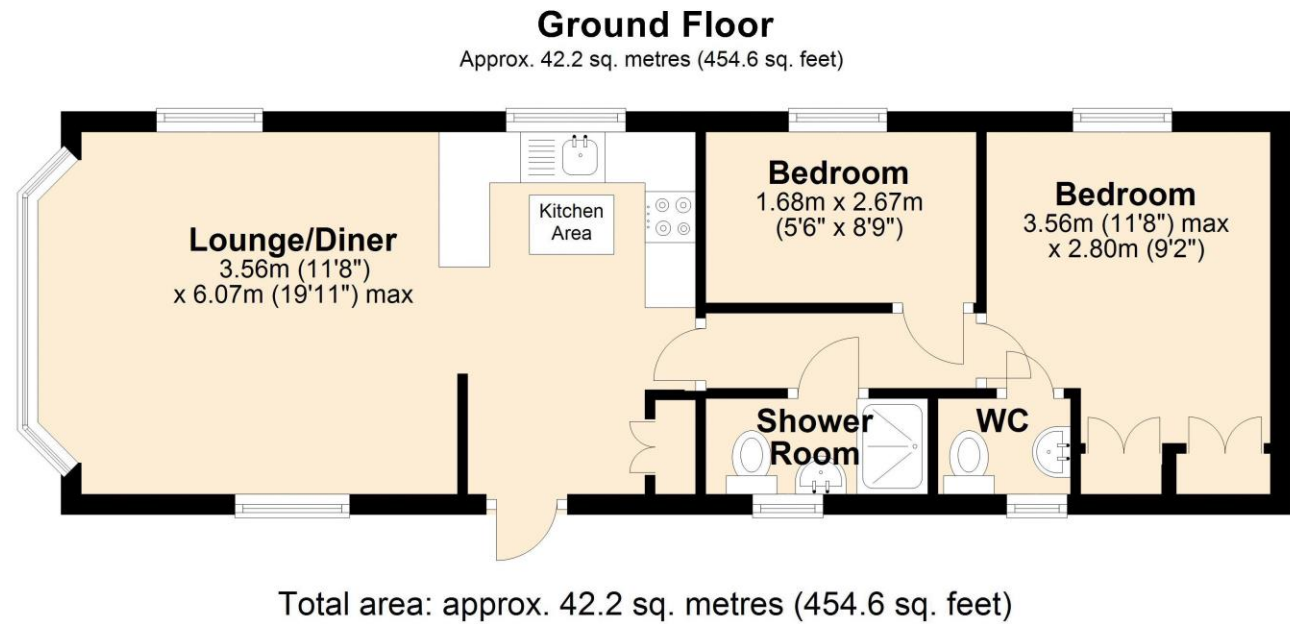 Ground Floor
Approx. 42.2 sq. metres (454.6 sq. feet)
Lounge/Diner
3.56m (11'8")
x 6.07m (19'11") max
Kitchen
Area
Bedroom
1.68m x 2.67m
(5'6" x 8'9")
Bedroom
3.56m (11'8") max
x 2.80m (9'2")
Shower
Room
WC
Total area: approx. 42.2 sq. metres (454.6 sq. feet)